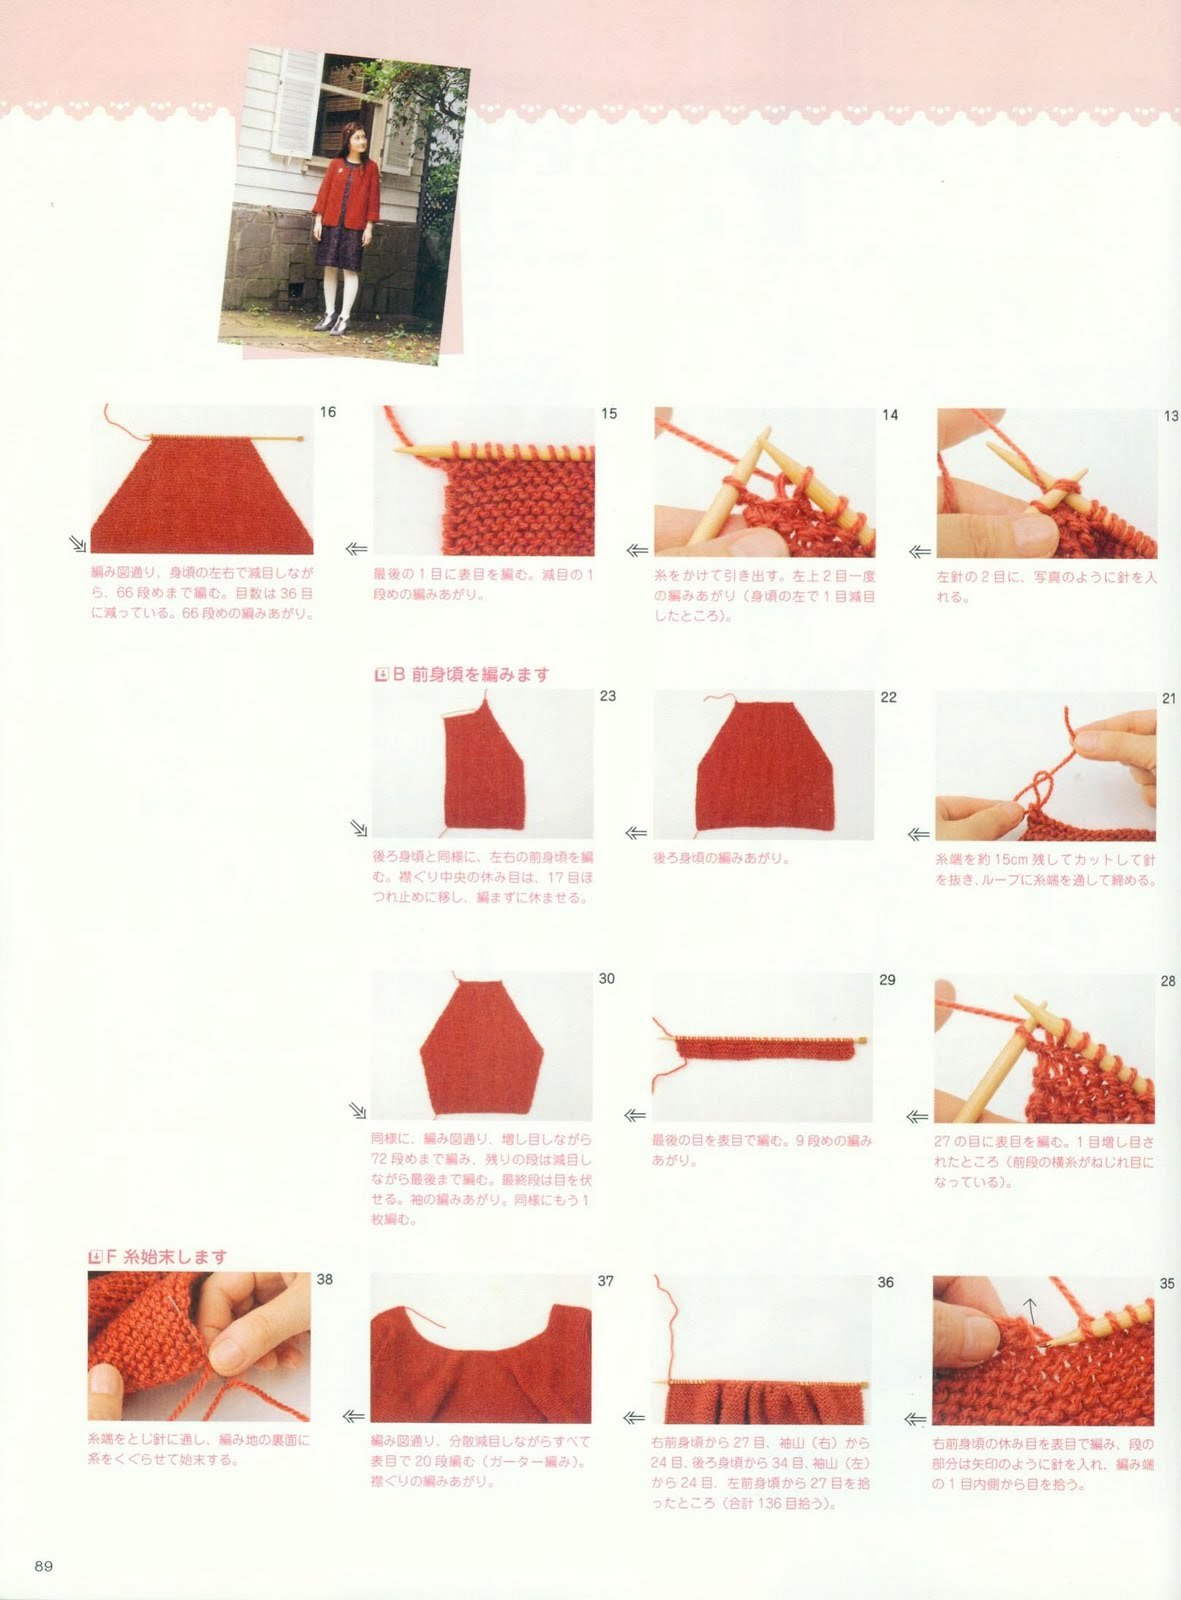 13
左針の2目に、写真のように針を入
れる。
14
糸をかけて引き出す。左上2目一度
の編みあがり（身頃の左で1目減目
したところ）。
15
最後の1目に表目を編む。減目の1
段めの編みあがり。
16
編み図通り、身頃の左右で減目しなが
ら、66段めまで編む。目数は36目
に減っている。66段めの編みあがり。
21
糸端を約15cm残してカットして針
を抜き、ループに糸端を通して締める。
22
後ろ身頃の編みあがり。
B 前身頃を編みます
23
後ろ身頃と同様に、左右の前身頃を編
む。襟ぐり中央の休み目は、17目ほ
つれ止めに移し、編まずに休ませる。
28
27の目に表目を編む。1目増し目さ
れたところ（前段の横糸がねじれ目に
なっている）。
29
最後の目を表目で編む。9段めの編み
あがり。
30
同様に、編み図通り、増し目しながら
72段めまで編み、残りの段は減目し
ながら最後まで編む。最終段は目を伏
せる。袖の編みあがり。同様にもう1
枚編む。
35
右前身頃の休み目を表目で編み、段の
部分は矢印のように針を入れ、編み端
の1目内側から目を拾う。
36
右前身頃から27目、袖山（右）から
24目、後ろ身頃から34目、袖山（左）
から24目、左前身頃から27目を拾
ったところ（合計136目拾う）。
37
編み図通り、分散減目しながらすべて
表目で20段編む（ガーター編み）。
襟ぐりの編みあがり。
F 糸始末します
38
糸端をとじ針に通し、編み地の裏面に
糸をくぐらせて始末する。
89